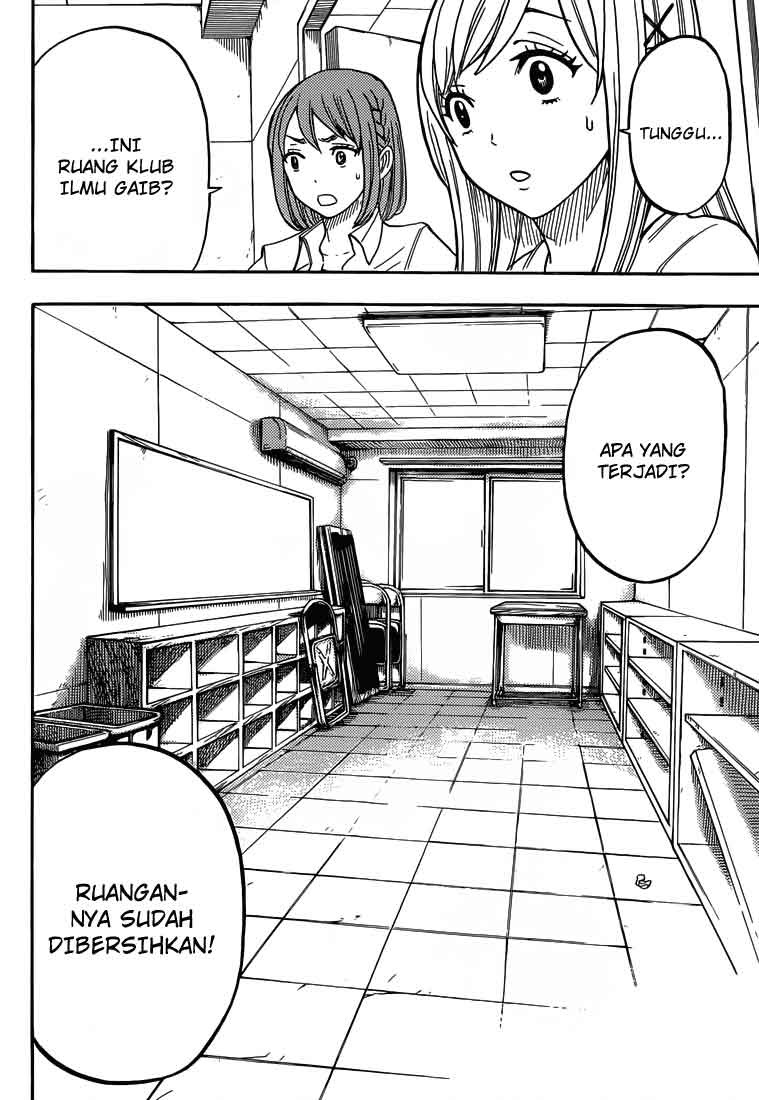 TUNGGU...
...INI
RUANG KLUB
ILMU GAIB?
APA YANG
TERJADI?
RUANGAN-
NYA SUDAH
DIBERSIHKAN!